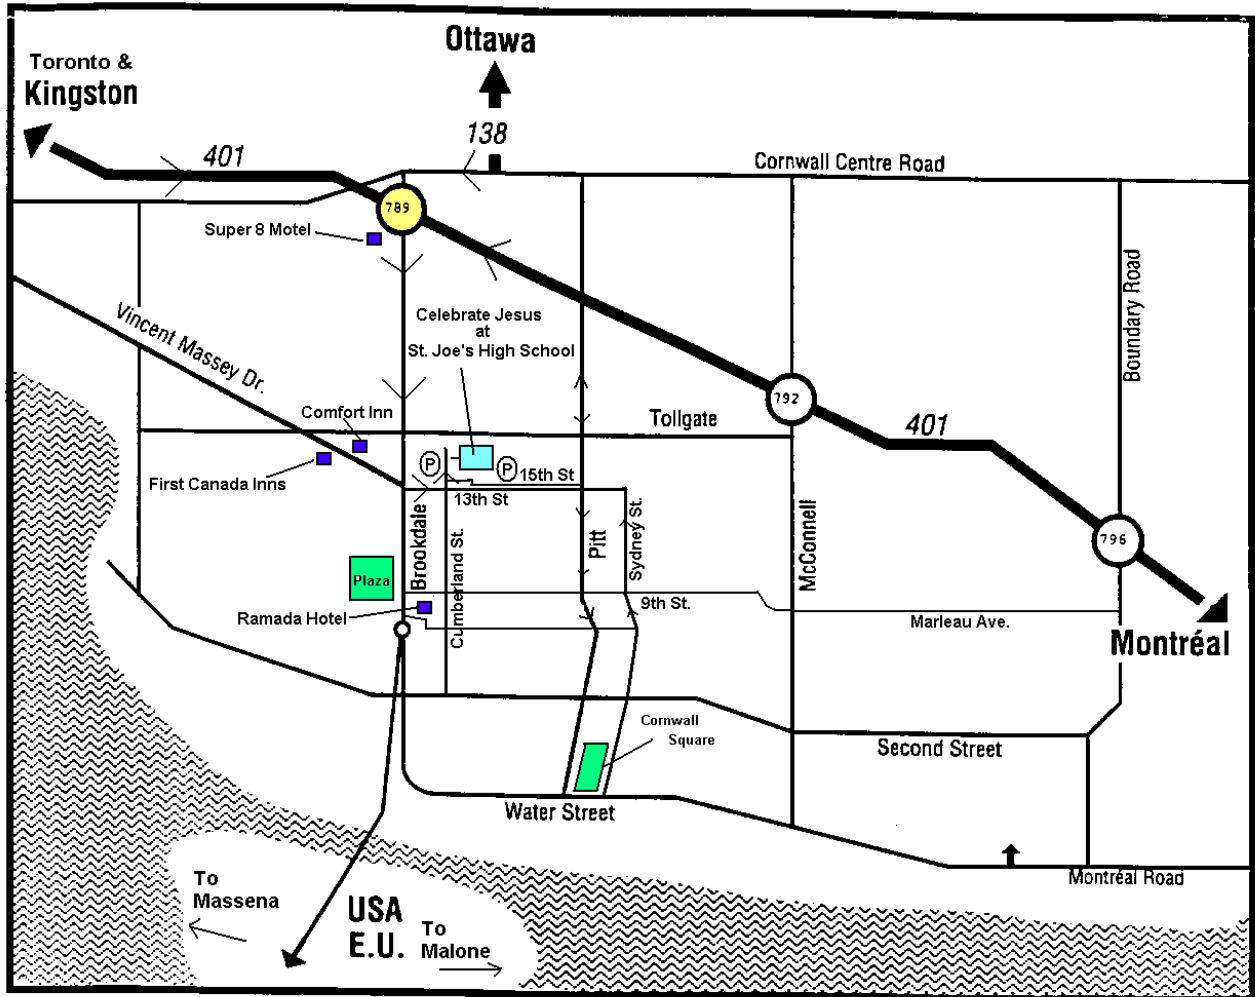 Ottawa
Toronto &
Kingston
138
401
Cornwall Centre Road
789
Super 8 Motel
Boundary Road
Celebrate Jesus
at
St. Joe's High School
Vincent Massey Dr.
792
Comfort Inn
Tollgate
401
P
P
15th St
First Canada Inns
13th St
Sydney St.
Brookdale
Pitt
McConnell
796
Cumberland St.
Plaza
9th St.
Ramada Hotel
Marleau Ave.
Montréal
Cornwall
Square
Second Street
Water Street
Montréal Road
To
Massena
USA
E.U.
To
Malone